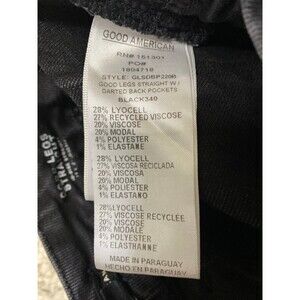 GOOD AMERICAN
RN# 151301
PO#
1804718
STYLE: GLSDBP220B
GOOD LEGS STRAIGHT W/
DARTED BACK POCKETS
BLACK340
28% LYOCELL
27% RECYCLED VISCOSE
20% VISCOSE
20% MODAL
4% POLYESTER
1% ELASTANE
28% LYOCELL
27% VISCOSA RECICLADA
20% VISCOSA
20% MODAL
4% POLIESTER
1% ELASTANO
28%LYOCELL
27% VISCOSE RECYCLÉE
20% VISCOSE
20% MODALE
4% POLYESTER
1% ELASTHANNE
MADE IN PARAGUAY
HECHO EN PARAGUAY
LEGS